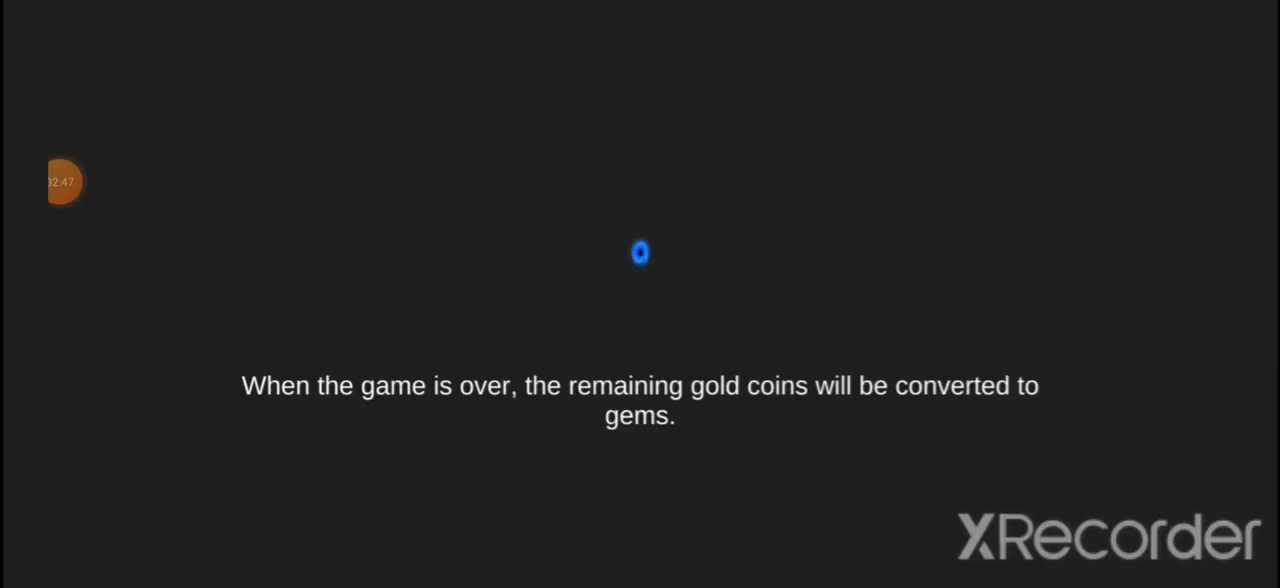 02:47
When the game is over, the remaining gold coins will be converted to
gems.
XRecorder